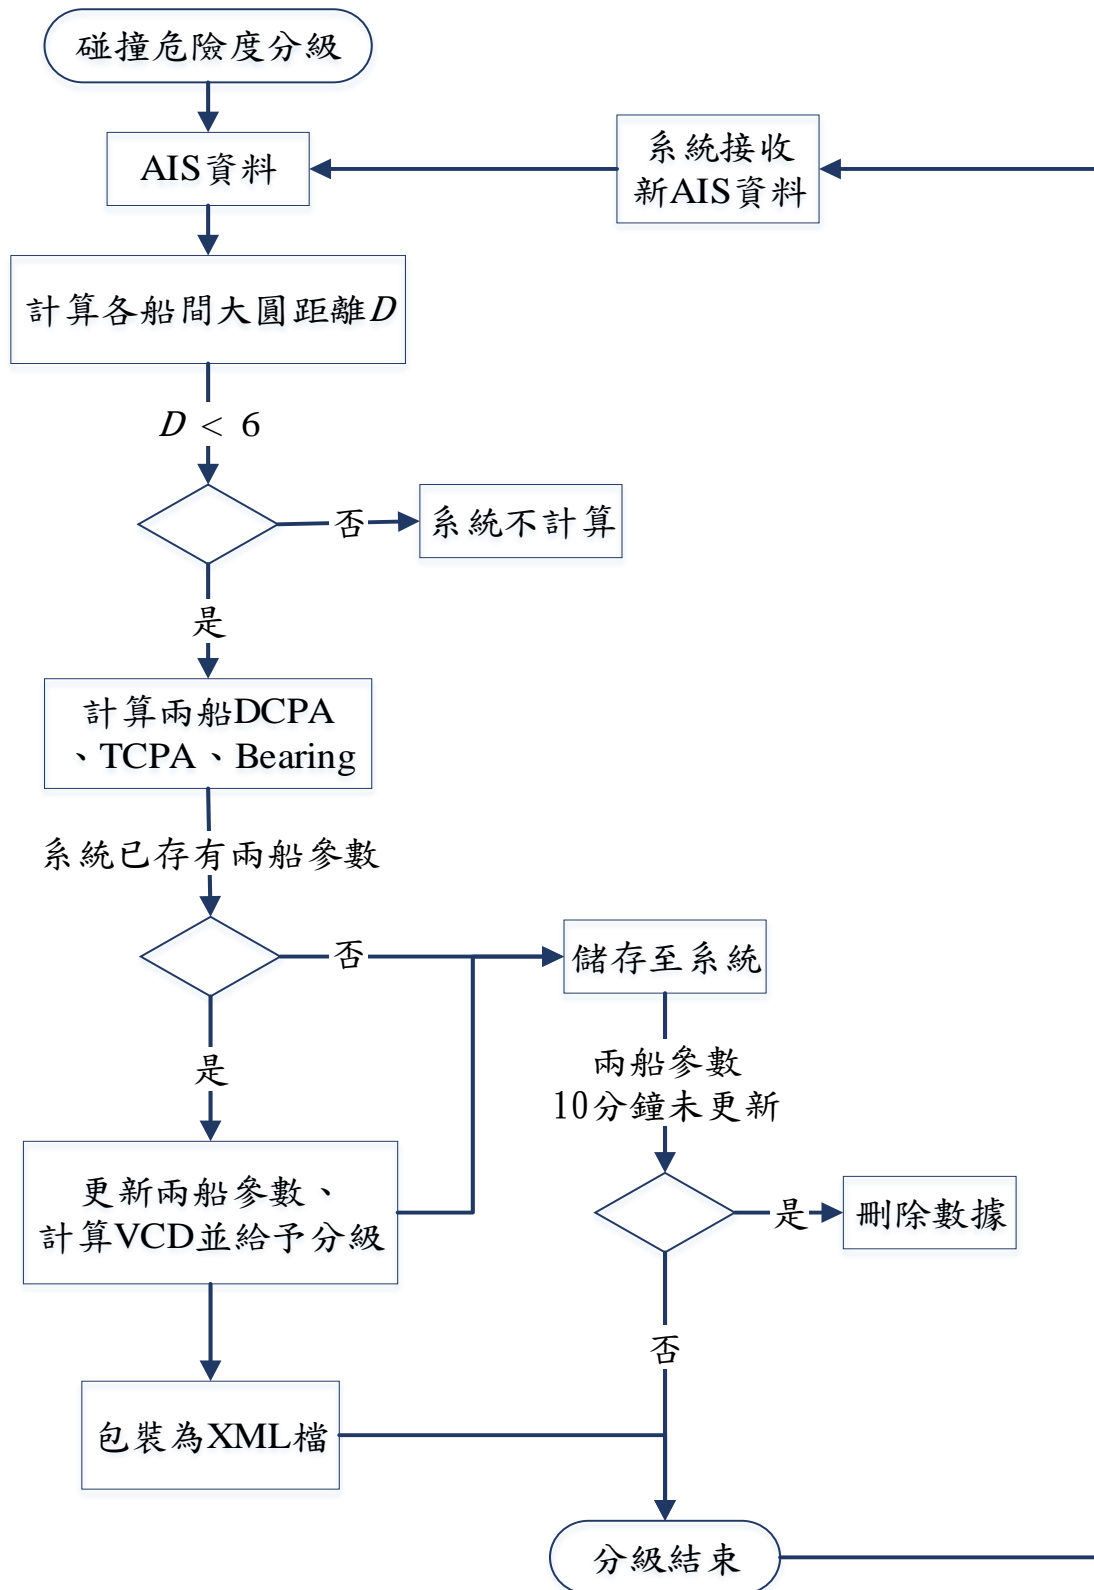 碰撞危險度分級
AIS資料
系統接收
新AIS資料
計算各船間大圓距離D
D < 6
否
系統不計算
是
計算兩船DCPA
、TCPA、Bearing
系統已存有兩船參數
否
儲存至系統
是
兩船參數
10分鐘未更新
更新兩船參數、
計算VCD並給予分級
是
刪除數據
否
包裝為XML檔
分級結束